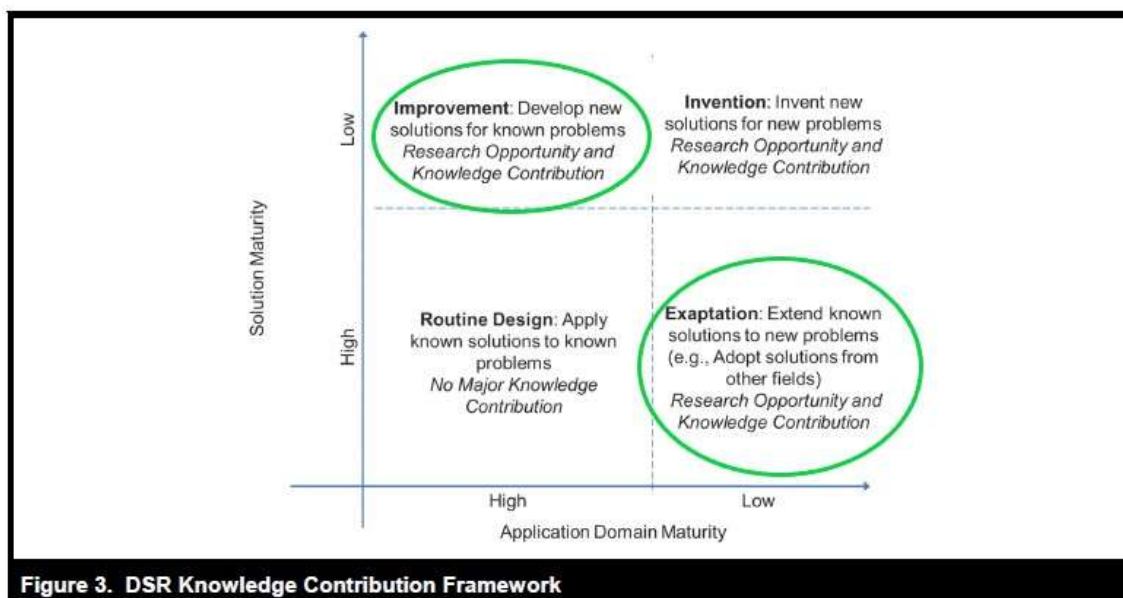 Improvement: Develop new
solutions for known problems
Research Opportunity and
Knowledge Contribution
Invention: Invent new
solutions for new problems
Research Opportunity and
Knowledge Contribution
Low
Solution Maturity
High
Routine Design: Apply
known solutions to known
problems
No Major Knowledge
Contribution
Exaptation: Extend known
solutions to new problems
(e.g., Adopt solutions from
other fields)
Research Opportunity and
Knowledge Contribution
High
Low
Application Domain Maturity
Figure 3. DSR Knowledge Contribution Framework